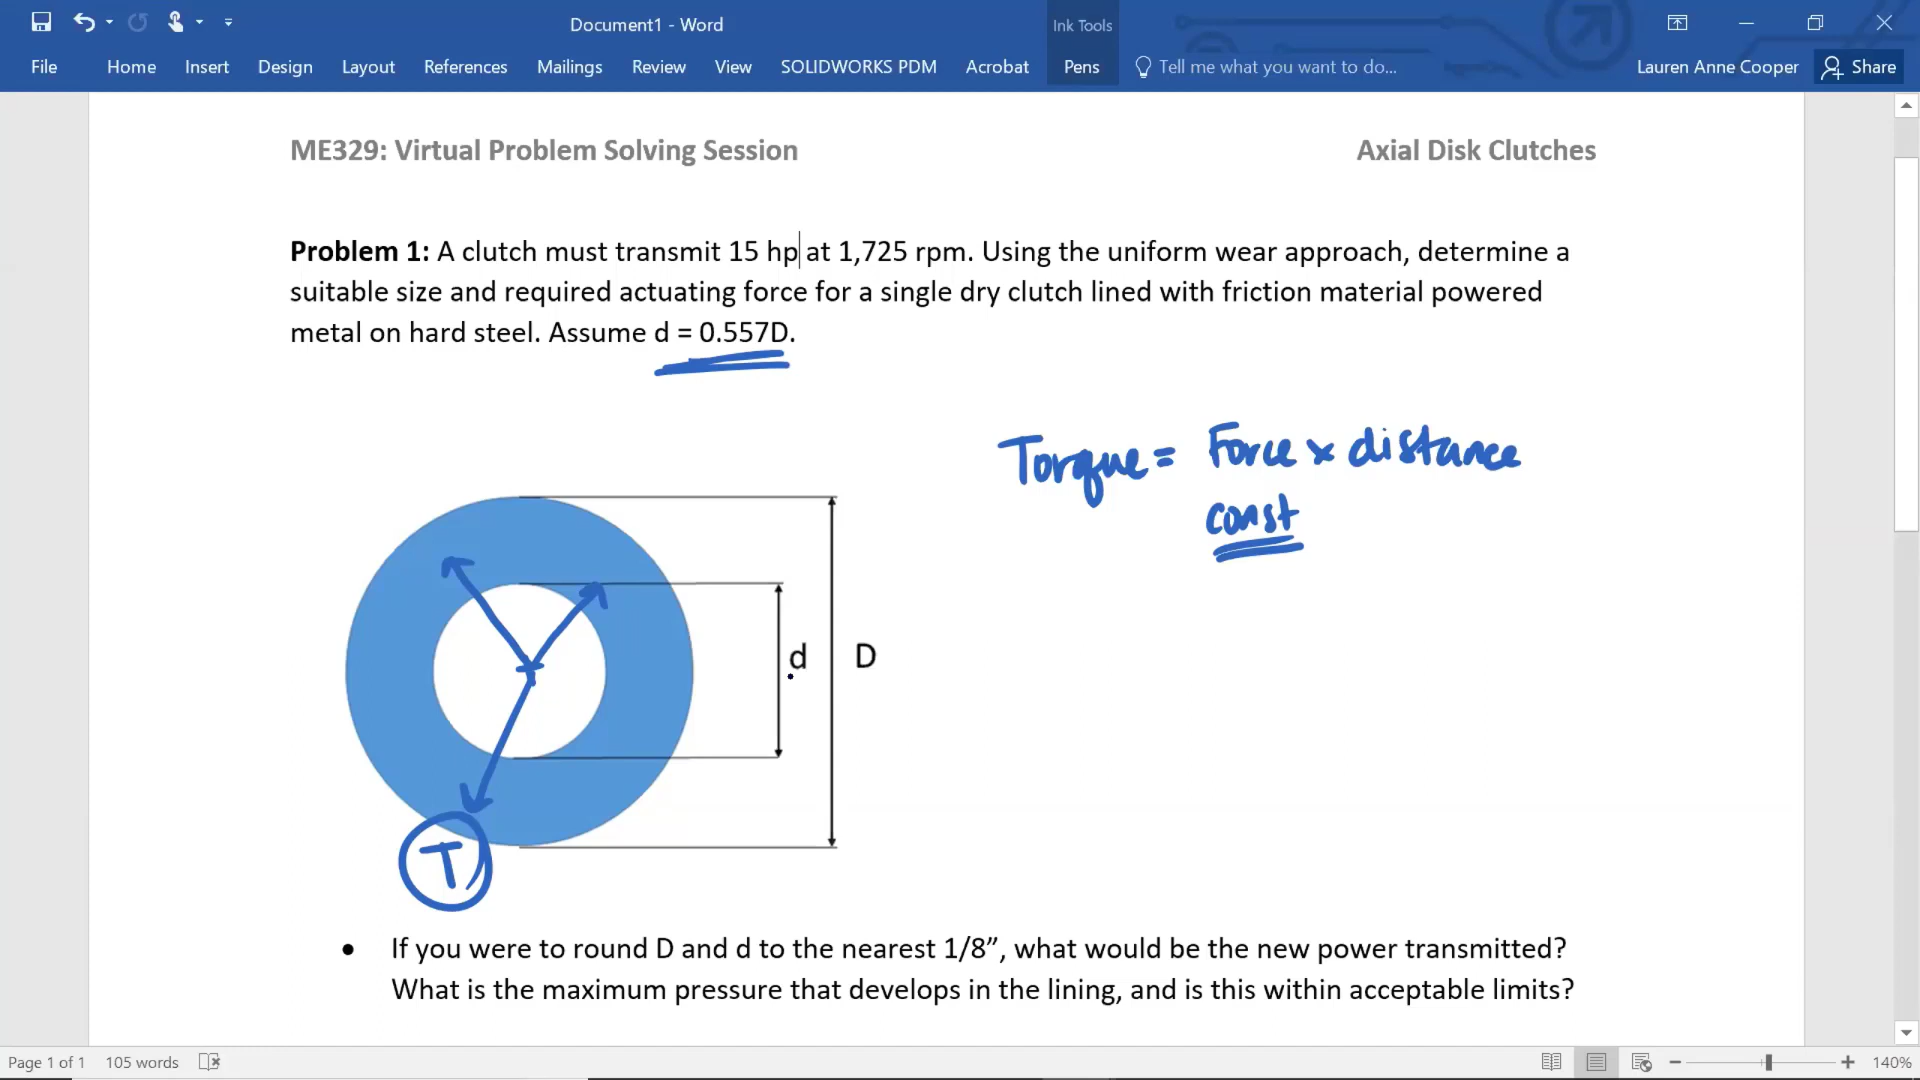 Document1 - Word
Ink Tools
File Home Insert Design Layout References Mailings Review View SOLIDWORKS PDM Acrobat Pens Tell me what you want to do... Lauren Anne Cooper Share
ME329: Virtual Problem Solving Session Axial Disk Clutches
Problem 1: A clutch must transmit 15 hp at 1,725 rpm. Using the uniform wear approach, determine a
suitable size and required actuating force for a single dry clutch lined with friction material powered
metal on hard steel. Assume d = 0.557D.
Torque = Force x distance
const
d D
T
• If you were to round D and d to the nearest 1/8”, what would be the new power transmitted?
What is the maximum pressure that develops in the lining, and is this within acceptable limits?
Page 1 of 1 105 words 140%